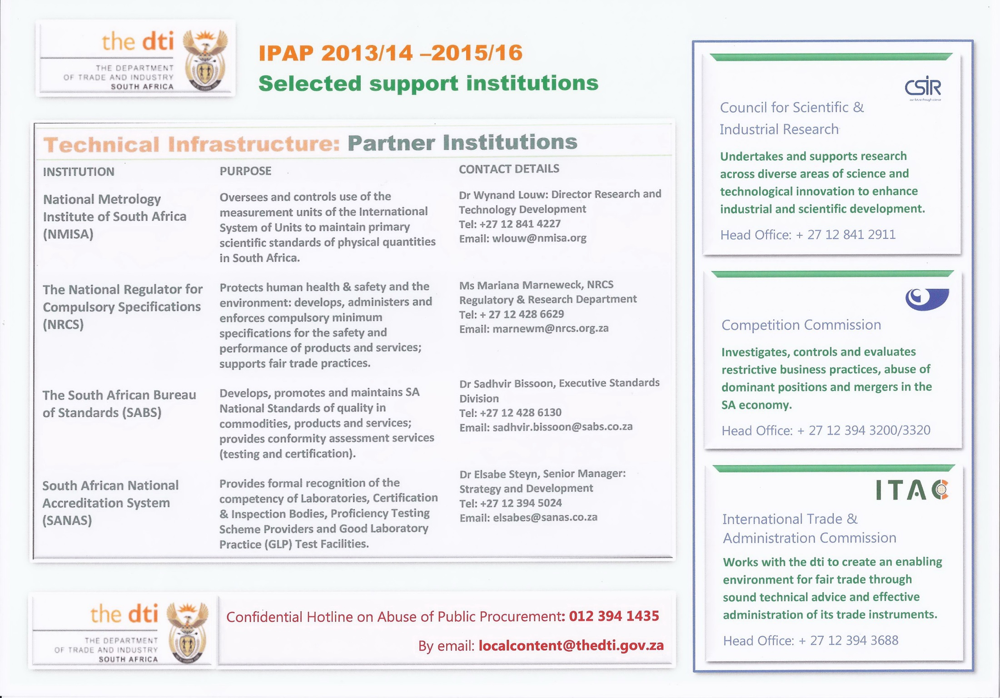 the dti
THE DEPARTMENT
OF TRADE AND INDUSTRY
SOUTH AFRICA
IPAP 2013/14 –2015/16
Selected support institutions
Technical Infrastructure: Partner Institutions
INSTITUTION
PURPOSE
CONTACT DETAILS
National Metrology
Institute of South Africa
(NMISA)
Oversees and controls use of the
measurement units of the International
System of Units to maintain primary
scientific standards of physical quantities
in South Africa.
Dr Wynand Louw: Director Research and
Technology Development
Tel: +27 12 841 4227
Email: wlouw@nmisa.org
The National Regulator for
Compulsory Specifications
(NRCS)
Protects human health & safety and the
environment: develops, administers and
enforces compulsory minimum
specifications for the safety and
performance of products and services;
supports fair trade practices.
Ms Mariana Marneweck, NRCS
Regulatory & Research Department
Tel: + 27 12 428 6629
Email: marnewm@nrcs.org.za
The South African Bureau
of Standards (SABS)
Develops, promotes and maintains SA
National Standards of quality in
commodities, products and services;
provides conformity assessment services
(testing and certification).
Dr Sadhvir Bissoon, Executive Standards
Division
Tel: +27 12 428 6130
Email: sadhvir.bissoon@sabs.co.za
South African National
Accreditation System
(SANAS)
Provides formal recognition of the
competency of Laboratories, Certification
& Inspection Bodies, Proficiency Testing
Scheme Providers and Good Laboratory
Practice (GLP) Test Facilities.
Dr Elsabe Steyn, Senior Manager:
Strategy and Development
Tel: +27 12 394 5024
Email: elsabes@sanas.co.za
the dti
THE DEPARTMENT
OF TRADE AND INDUSTRY
SOUTH AFRICA
Confidential Hotline on Abuse of Public Procurement: 012 394 1435
By email: localcontent@thedti.gov.za
CSIR
our future through science
Council for Scientific &
Industrial Research
Undertakes and supports research
across diverse areas of science and
technological innovation to enhance
industrial and scientific development.
Head Office: + 27 12 841 2911
Competition Commission
Investigates, controls and evaluates
restrictive business practices, abuse of
dominant positions and mergers in the
SA economy.
Head Office: + 27 12 394 3200/3320
ITAC
International Trade &
Administration Commission
Works with the dti to create an enabling
environment for fair trade through
sound technical advice and effective
administration of its trade instruments.
Head Office: + 27 12 394 3688